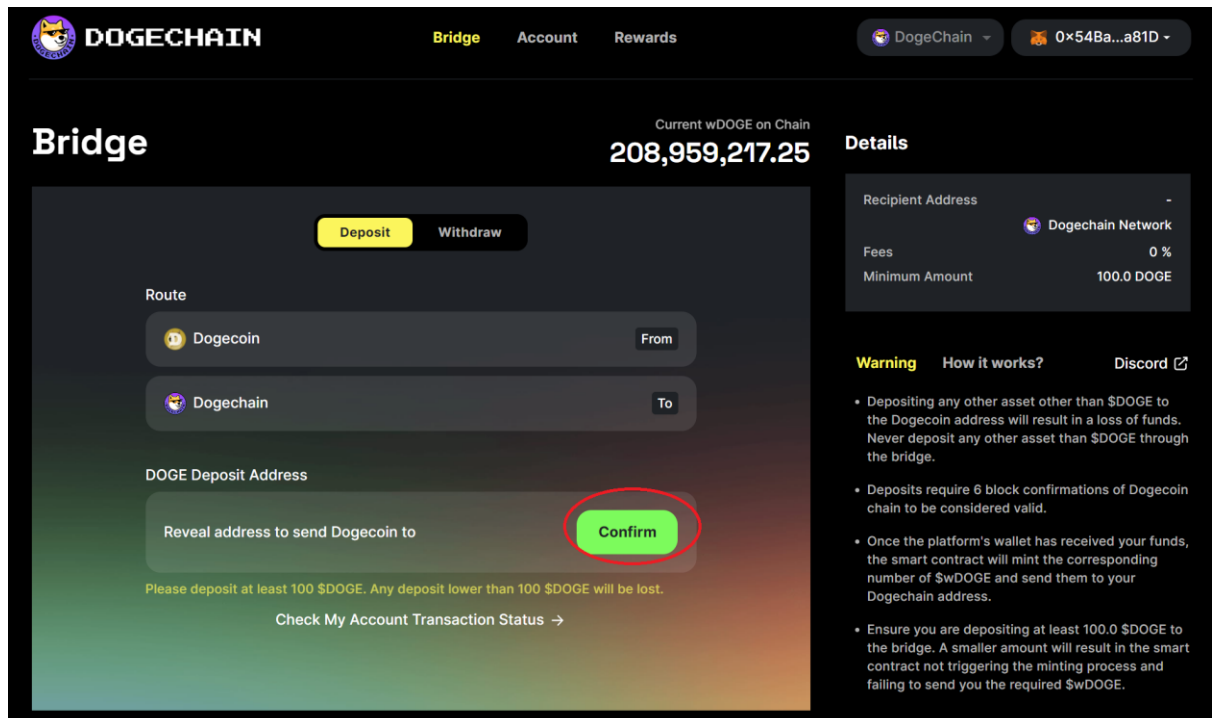 DOGECHAIN
Bridge Account Rewards
DogeChain
0×54Ba...a81D
Bridge
Current wDOGE on Chain
208,959,217.25
Deposit Withdraw
Route
Dogecoin From
Dogechain To
DOGE Deposit Address
Reveal address to send Dogecoin to Confirm
Please deposit at least 100 $DOGE. Any deposit lower than 100 $DOGE will be lost.
Check My Account Transaction Status →
Details
Recipient Address -
Dogechain Network
Fees 0 %
Minimum Amount 100.0 DOGE
Warning How it works? Discord
• Depositing any other asset other than $DOGE to
the Dogecoin address will result in a loss of funds.
Never deposit any other asset than $DOGE through
the bridge.
• Deposits require 6 block confirmations of Dogecoin
chain to be considered valid.
• Once the platform's wallet has received your funds,
the smart contract will mint the corresponding
number of $wDOGE and send them to your
Dogechain address.
• Ensure you are depositing at least 100.0 $DOGE to
the bridge. A smaller amount will result in the smart
contract not triggering the minting process and
failing to send you the required $wDOGE.